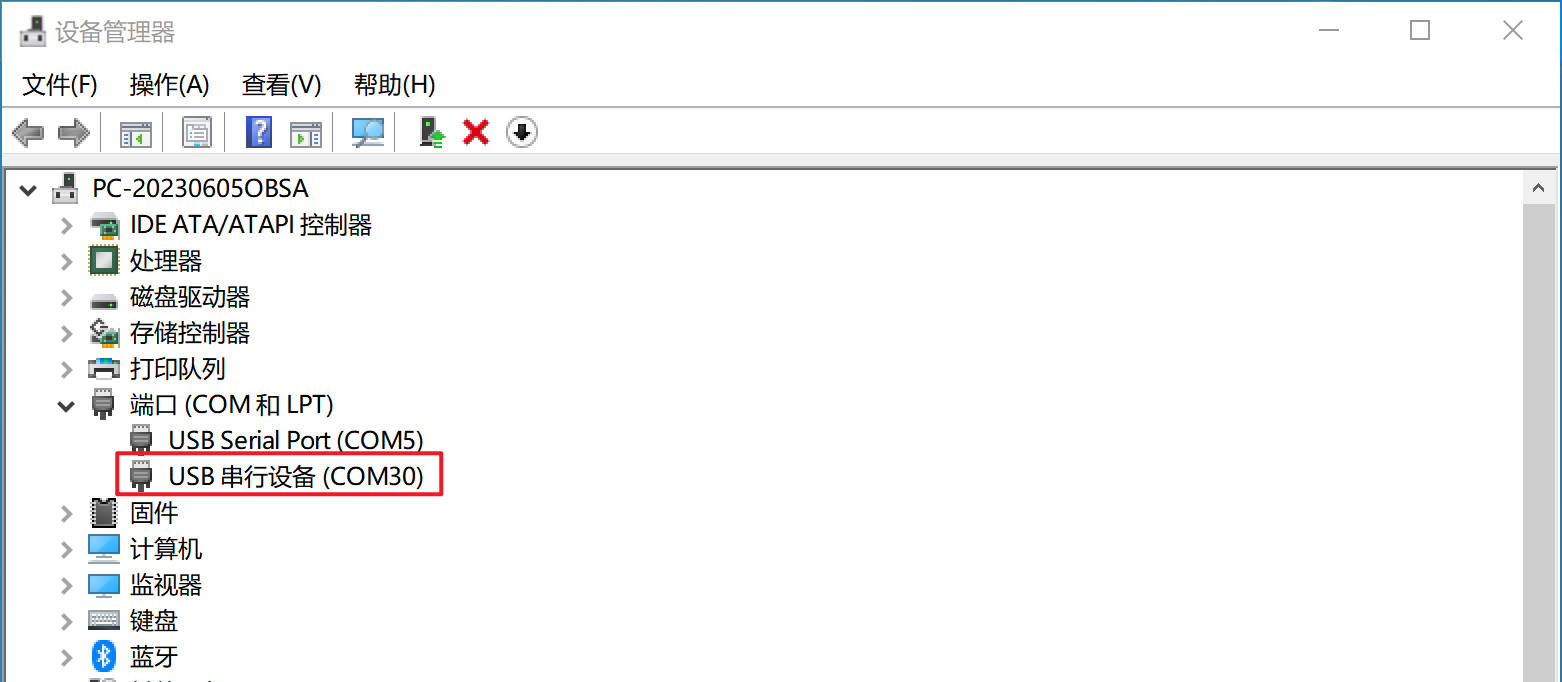 设备管理器
文件(F) 操作(A) 查看(V) 帮助(H)
PC-20230605OBSA
IDE ATA/ATAPI 控制器
处理器
磁盘驱动器
存储控制器
打印队列
端口 (COM 和 LPT)
USB Serial Port (COM5)
USB 串行设备 (COM30)
固件
计算机
监视器
键盘
蓝牙